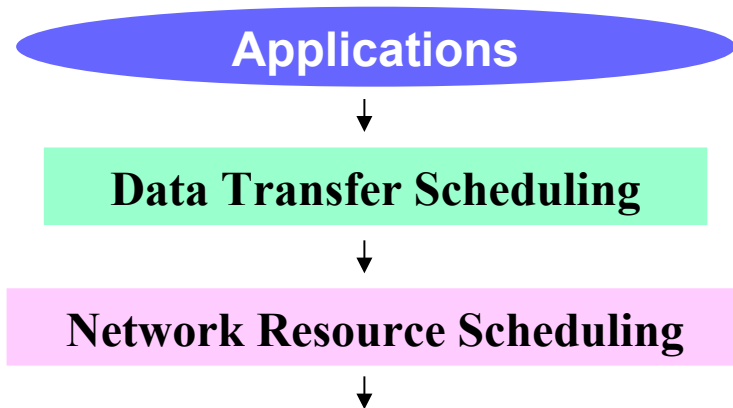 Applications
Data Transfer Scheduling
Network Resource Scheduling